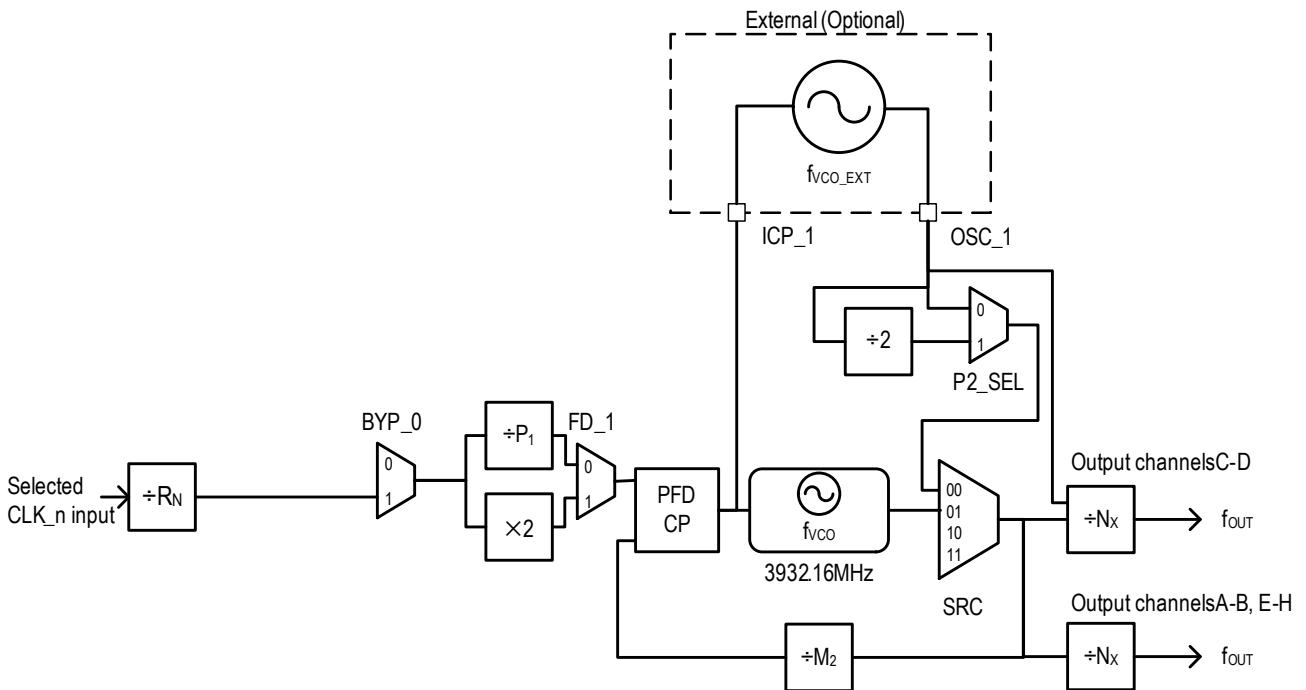 External (Optional)
fVCO_EXT
ICP_1
OSC_1
0
÷2
1
P2_SEL
BYP_0
÷P1
FD_1
0
1
0
1
Selected
CLK_n input
÷RN
×2
PFD
CP
fVCO
3932.16MHz
00
01
10
11
SRC
Output channelsC-D
÷NX
fOUT
Output channelsA-B, E-H
÷M2
÷NX
fOUT